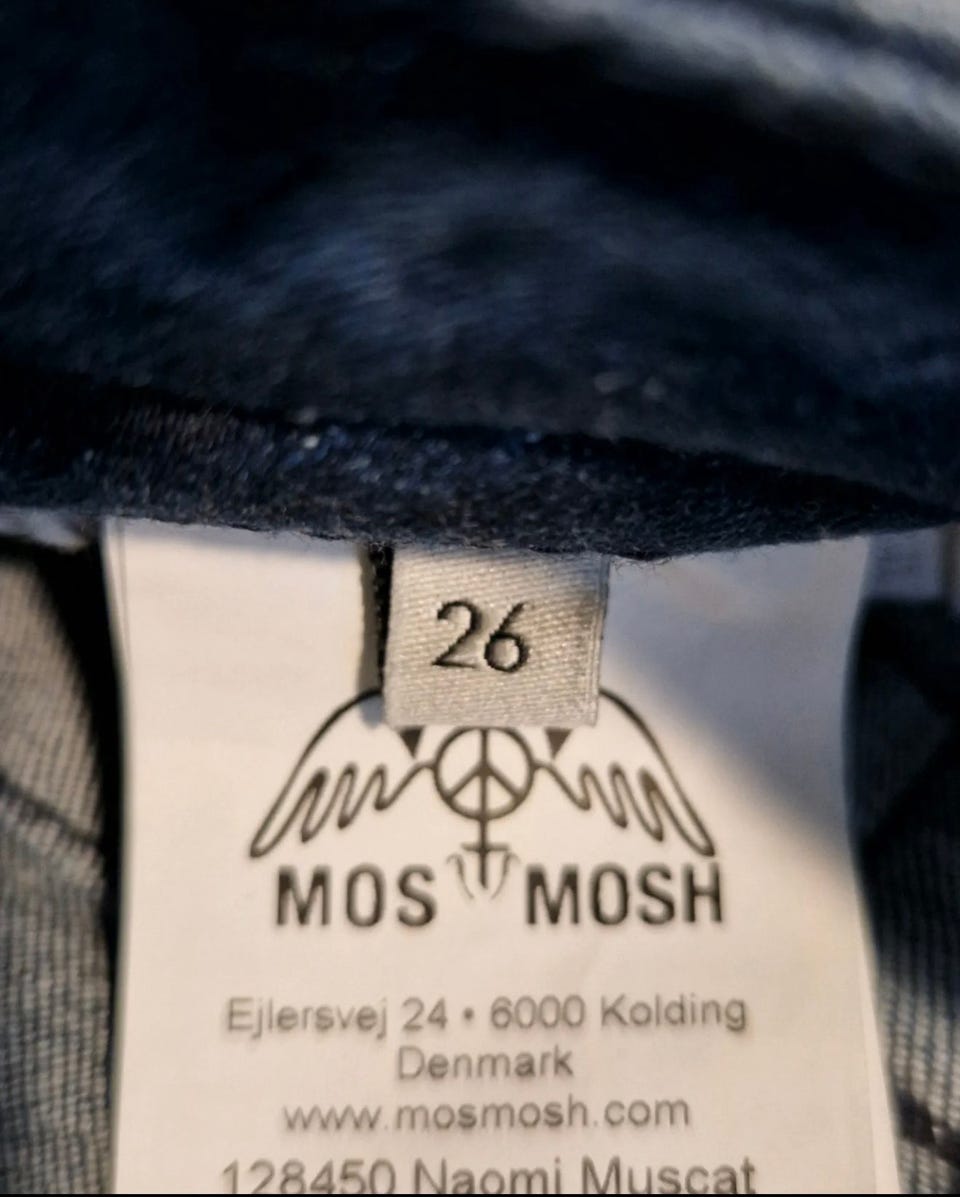 26
MOS MOSH
Ejlersvej 24 • 6000 Kolding
Denmark
www.mosmosh.com
128450 Naomi Muscat